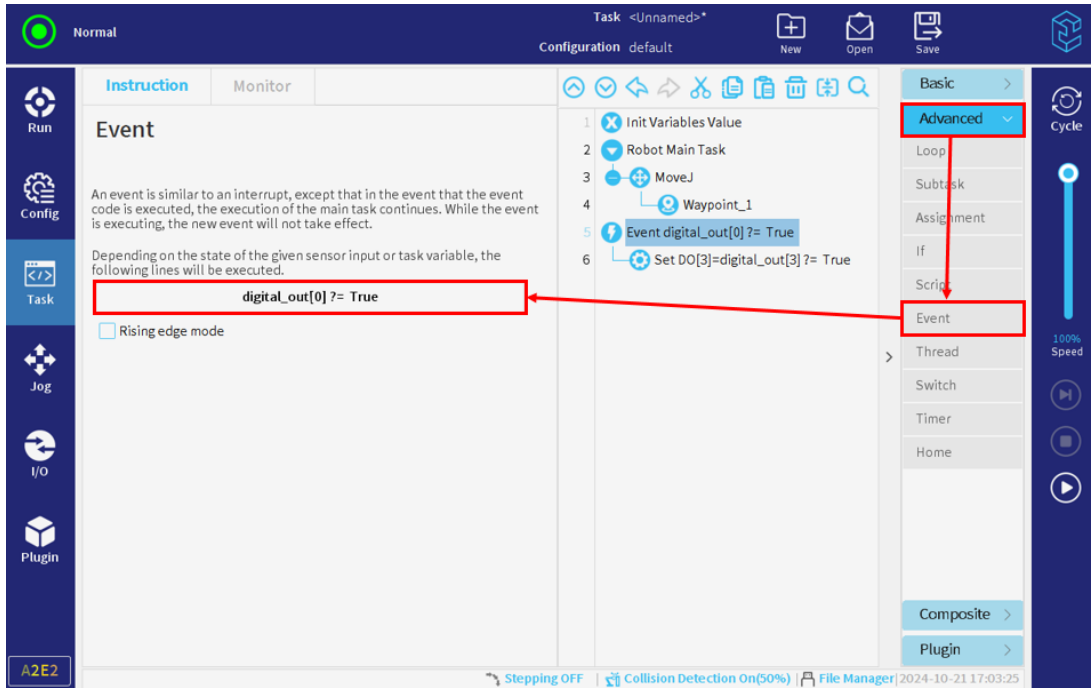 Normal
Task <Unnamed>*
Configuration default
New
Open
Save
Run
Config
Task
Jog
I/O
Plugin
A2E2
Instruction
Monitor
Event
An event is similar to an interrupt, except that in the event that the event
code is executed, the execution of the main task continues. While the event
is executing, the new event will not take effect.
Depending on the state of the given sensor input or task variable, the
following lines will be executed.
digital_out[0] ?= True
Rising edge mode
1 Init Variables Value
2 Robot Main Task
3 MoveJ
4 Waypoint_1
5 Event digital_out[0] ?= True
6 Set DO[3]=digital_out[3] ?= True
Basic
Advanced
Loop
Subtask
Assignment
If
Script
Event
Thread
Switch
Timer
Home
Composite
Plugin
Cycle
100%
Speed
Stepping OFF | Collision Detection On(50%) | File Manager|2024-10-21 17:03:25